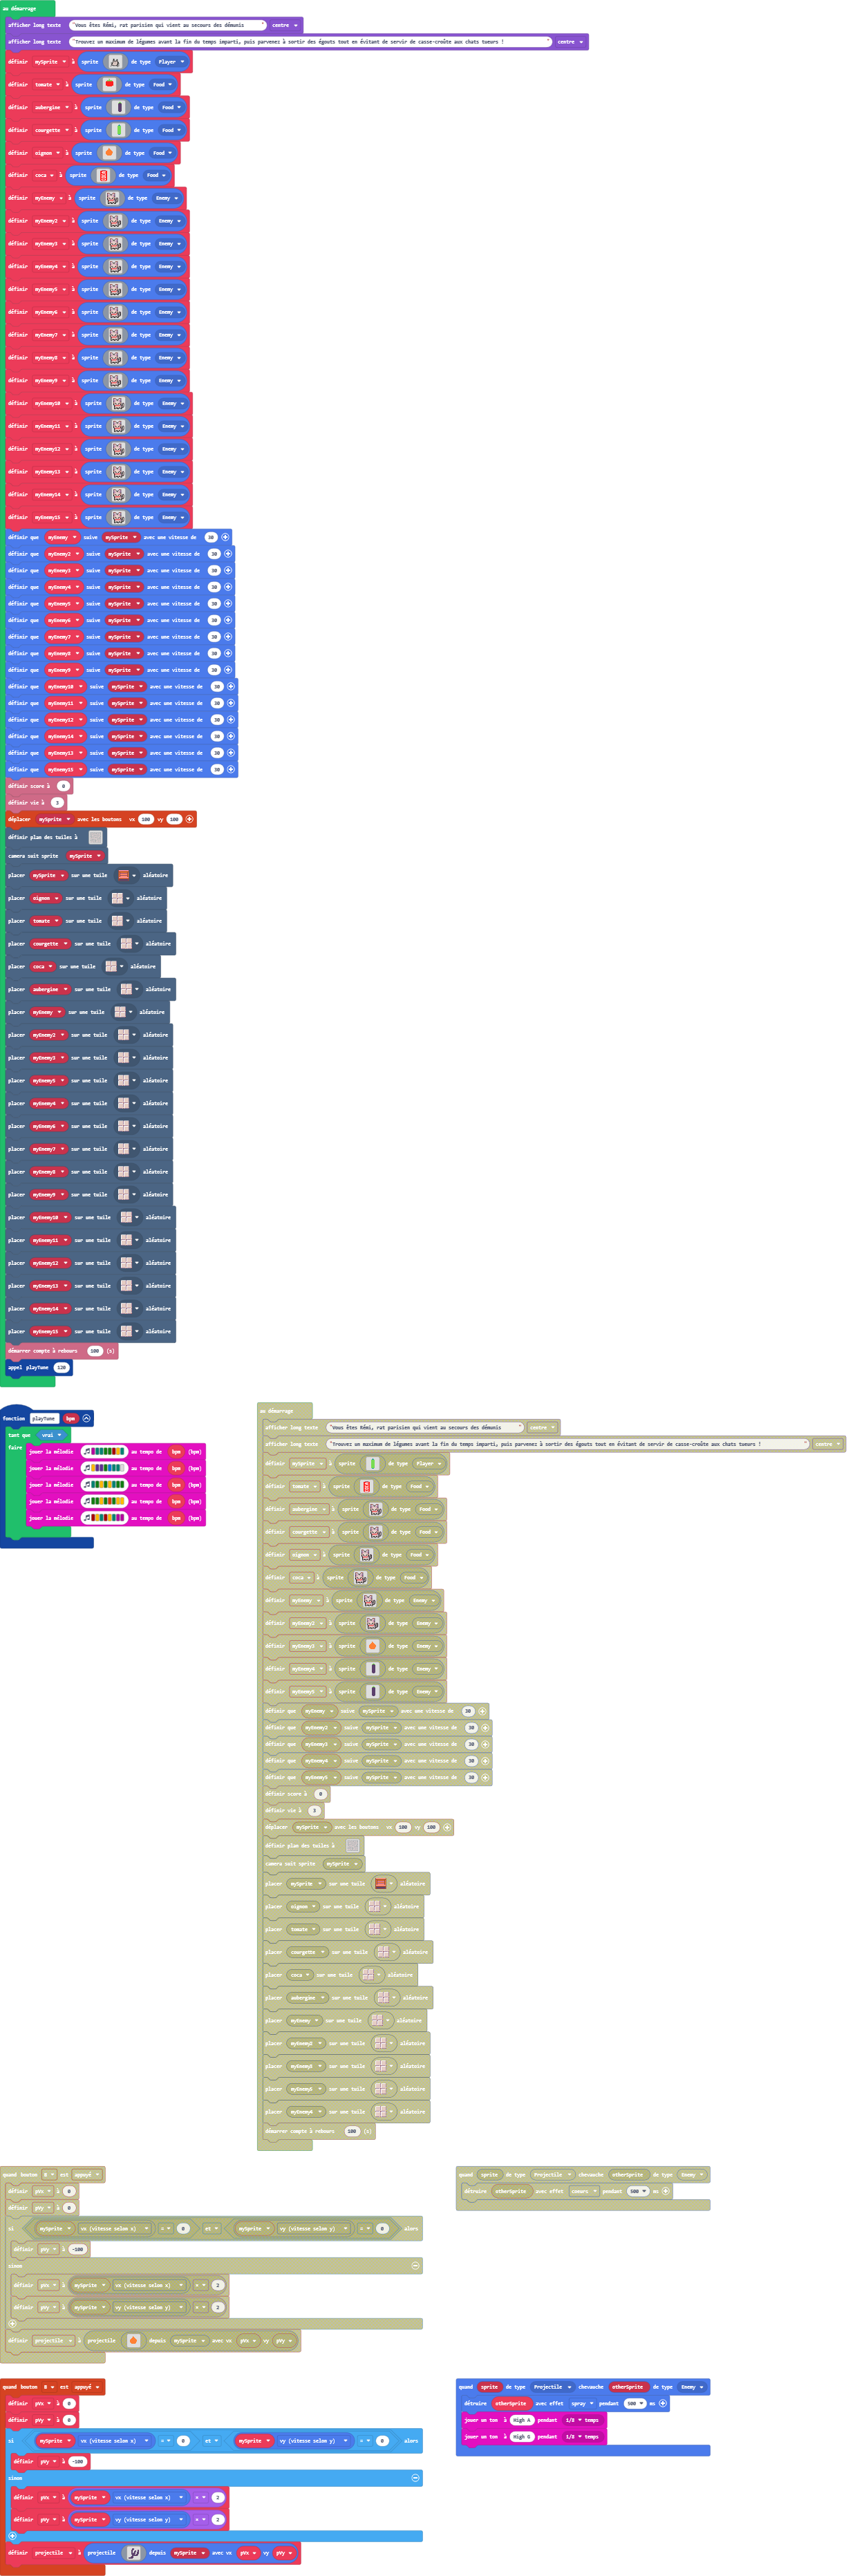 au démarrage
afficher long texte "Vous êtes Rémi, rat parisien qui vient au secours des démunis " centre
afficher long texte "Trouvez un maximum de légumes avant la fin du temps imparti, puis parvenez à sortir des égouts tout en évitant de servir de casse-croûte aux chats tueurs ! " centre
définir mySprite à sprite de type Player
définir tomate à sprite de type Food
définir aubergine à sprite de type Food
définir courgette à sprite de type Food
définir oignon à sprite de type Food
définir coca à sprite de type Food
définir myEnemy à sprite de type Enemy
définir myEnemy2 à sprite de type Enemy
définir myEnemy3 à sprite de type Enemy
définir myEnemy4 à sprite de type Enemy
définir myEnemy5 à sprite de type Enemy
définir myEnemy6 à sprite de type Enemy
définir myEnemy7 à sprite de type Enemy
définir myEnemy8 à sprite de type Enemy
définir myEnemy9 à sprite de type Enemy
définir myEnemy10 à sprite de type Enemy
définir myEnemy11 à sprite de type Enemy
définir myEnemy12 à sprite de type Enemy
définir myEnemy13 à sprite de type Enemy
définir myEnemy14 à sprite de type Enemy
définir myEnemy15 à sprite de type Enemy
définir que myEnemy suive mySprite avec une vitesse de 30
définir que myEnemy2 suive mySprite avec une vitesse de 30
définir que myEnemy3 suive mySprite avec une vitesse de 30
définir que myEnemy4 suive mySprite avec une vitesse de 30
définir que myEnemy5 suive mySprite avec une vitesse de 30
définir que myEnemy6 suive mySprite avec une vitesse de 30
définir que myEnemy7 suive mySprite avec une vitesse de 30
définir que myEnemy8 suive mySprite avec une vitesse de 30
définir que myEnemy9 suive mySprite avec une vitesse de 30
définir que myEnemy10 suive mySprite avec une vitesse de 30
définir que myEnemy11 suive mySprite avec une vitesse de 30
définir que myEnemy12 suive mySprite avec une vitesse de 30
définir que myEnemy14 suive mySprite avec une vitesse de 30
définir que myEnemy13 suive mySprite avec une vitesse de 30
définir que myEnemy15 suive mySprite avec une vitesse de 30
définir score à 0
définir vie à 3
déplacer mySprite avec les boutons vx 100 vy 100
définir plan des tuiles à
camera suit sprite mySprite
placer mySprite sur une tuile aléatoire
placer oignon sur une tuile aléatoire
placer tomate sur une tuile aléatoire
placer courgette sur une tuile aléatoire
placer coca sur une tuile aléatoire
placer aubergine sur une tuile aléatoire
placer myEnemy sur une tuile aléatoire
placer myEnemy2 sur une tuile aléatoire
placer myEnemy3 sur une tuile aléatoire
placer myEnemy5 sur une tuile aléatoire
placer myEnemy4 sur une tuile aléatoire
placer myEnemy6 sur une tuile aléatoire
placer myEnemy7 sur une tuile aléatoire
placer myEnemy8 sur une tuile aléatoire
placer myEnemy9 sur une tuile aléatoire
placer myEnemy10 sur une tuile aléatoire
placer myEnemy11 sur une tuile aléatoire
placer myEnemy12 sur une tuile aléatoire
placer myEnemy13 sur une tuile aléatoire
placer myEnemy14 sur une tuile aléatoire
placer myEnemy15 sur une tuile aléatoire
démarrer compte à rebours 100 (s)
appel playTune 120
fonction playTune bpm
tant que vrai
faire jouer la mélodie au tempo de bpm (bpm)
jouer la mélodie au tempo de bpm (bpm)
jouer la mélodie au tempo de bpm (bpm)
jouer la mélodie au tempo de bpm (bpm)
jouer la mélodie au tempo de bpm (bpm)
au démarrage
afficher long texte "Vous êtes Rémi, rat parisien qui vient au secours des démunis " centre
afficher long texte "Trouvez un maximum de légumes avant la fin du temps imparti, puis parvenez à sortir des égouts tout en évitant de servir de casse-croûte aux chats tueurs ! " centre
définir mySprite à sprite de type Player
définir tomate à sprite de type Food
définir aubergine à sprite de type Food
définir courgette à sprite de type Food
définir oignon à sprite de type Food
définir coca à sprite de type Food
définir myEnemy à sprite de type Enemy
définir myEnemy2 à sprite de type Enemy
définir myEnemy3 à sprite de type Enemy
définir myEnemy4 à sprite de type Enemy
définir myEnemy5 à sprite de type Enemy
définir que myEnemy suive mySprite avec une vitesse de 30
définir que myEnemy2 suive mySprite avec une vitesse de 30
définir que myEnemy3 suive mySprite avec une vitesse de 30
définir que myEnemy4 suive mySprite avec une vitesse de 30
définir que myEnemy5 suive mySprite avec une vitesse de 30
définir score à 0
définir vie à 3
déplacer mySprite avec les boutons vx 100 vy 100
définir plan des tuiles à
camera suit sprite mySprite
placer mySprite sur une tuile aléatoire
placer oignon sur une tuile aléatoire
placer tomate sur une tuile aléatoire
placer courgette sur une tuile aléatoire
placer coca sur une tuile aléatoire
placer aubergine sur une tuile aléatoire
placer myEnemy sur une tuile aléatoire
placer myEnemy2 sur une tuile aléatoire
placer myEnemy3 sur une tuile aléatoire
placer myEnemy5 sur une tuile aléatoire
placer myEnemy4 sur une tuile aléatoire
démarrer compte à rebours 100 (s)
quand bouton B est appuyé
définir pVx à 0
définir pVy à 0
si mySprite vx (vitesse selon x) = 0 et mySprite vy (vitesse selon y) = 0 alors
définir pVy à -100
sinon
définir pVx à mySprite vx (vitesse selon x) × 2
définir pVy à mySprite vy (vitesse selon y) × 2
définir projectile à projectile depuis mySprite avec vx pVx vy pVy
quand sprite de type Projectile chevauche otherSprite de type Enemy
détruire otherSprite avec effet coeurs pendant 500 ms
quand bouton B est appuyé
définir pVx à 0
définir pVy à 0
si mySprite vx (vitesse selon x) = 0 et mySprite vy (vitesse selon y) = 0 alors
définir pVy à -100
sinon
définir pVx à mySprite vx (vitesse selon x) × 2
définir pVy à mySprite vy (vitesse selon y) × 2
définir projectile à projectile depuis mySprite avec vx pVx vy pVy
quand sprite de type Projectile chevauche otherSprite de type Enemy
détruire otherSprite avec effet spray pendant 500 ms
jouer un ton à High A pendant 1/8 temps
jouer un ton à High G pendant 1/8 temps